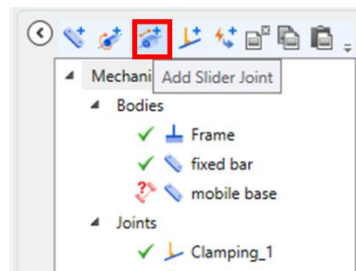 Mechani
Add Slider Joint
Bodies
Frame
fixed bar
mobile base
Joints
Clamping_1